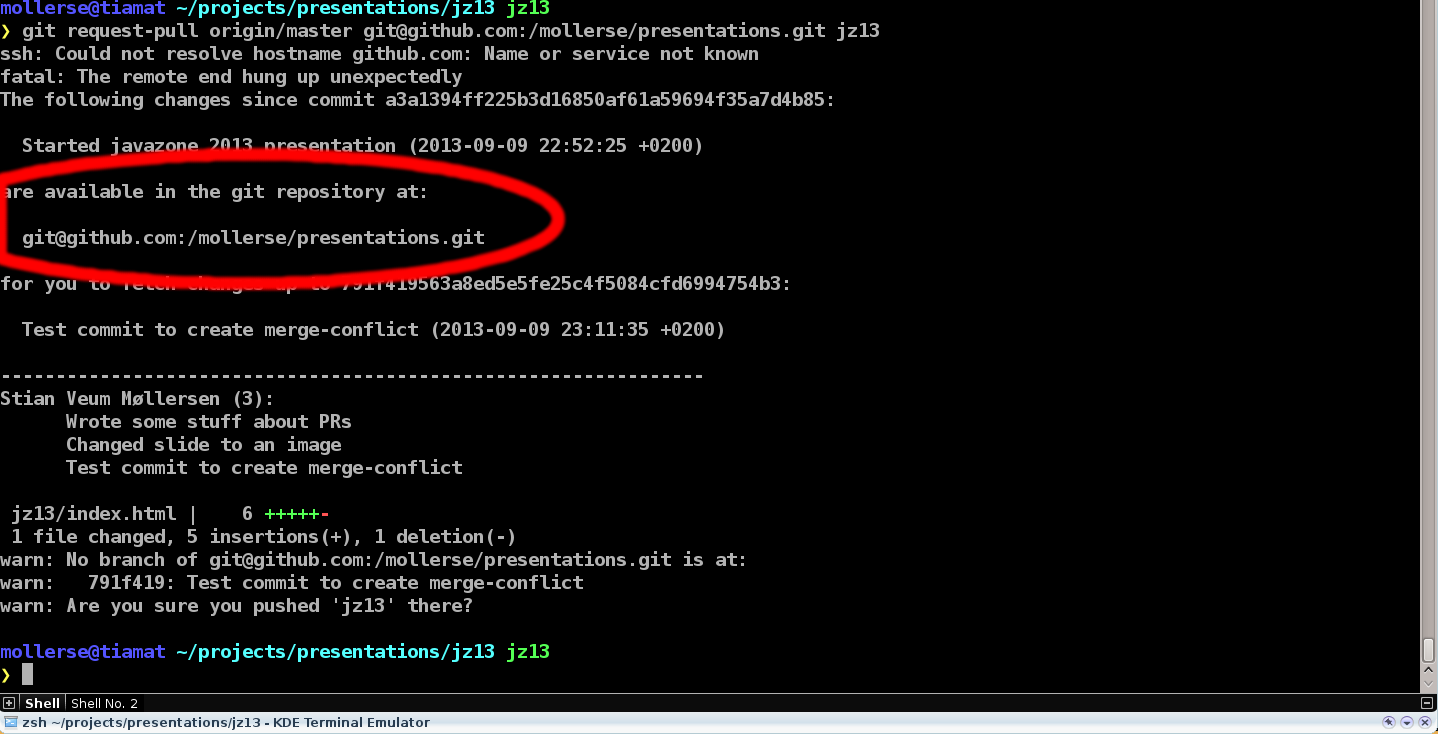 mollerse@tiamat ~/projects/presentations/jz13 jz13
❯ git request-pull origin/master git@github.com:/mollerse/presentations.git jz13
ssh: Could not resolve hostname github.com: Name or service not known
fatal: The remote end hung up unexpectedly
The following changes since commit a3a1394ff225b3d16850af61a59694f35a7d4b85:
Started javazone 2013 presentation (2013-09-09 22:52:25 +0200)
are available in the git repository at:
git@github.com:/mollerse/presentations.git
for you to fetch changes up to 791f419563a8ed5e5fe25c4f5084cfd6994754b3:
Test commit to create merge-conflict (2013-09-09 23:11:35 +0200)
----------------------------------------------------------------
Stian Veum Møllersen (3):
Wrote some stuff about PRs
Changed slide to an image
Test commit to create merge-conflict
jz13/index.html |    6 +++++-
1 file changed, 5 insertions(+), 1 deletion(-)
warn: No branch of git@github.com:/mollerse/presentations.git is at:
warn:   791f419: Test commit to create merge-conflict
warn: Are you sure you pushed 'jz13' there?
mollerse@tiamat ~/projects/presentations/jz13 jz13
❯
Shell Shell No. 2
zsh ~/projects/presentations/jz13 - KDE Terminal Emulator